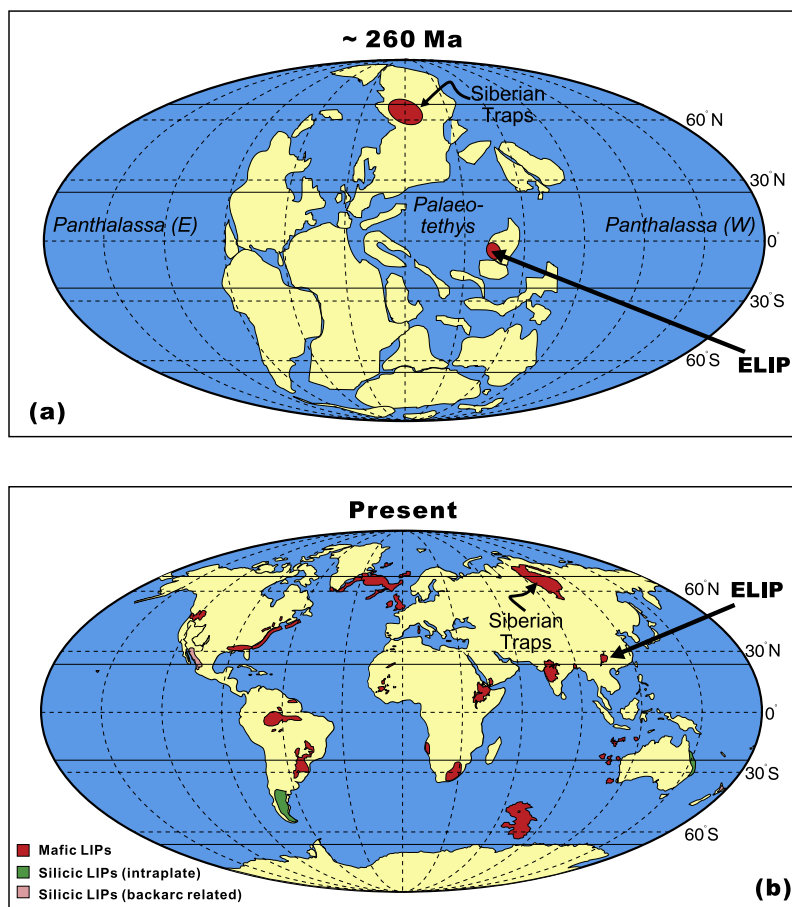 ~ 260 Ma
Siberian
Traps
60°N
30°N
Panthalassa (E)
Palaeo-
tethys
Panthalassa (W)
0°
30°S
60°S
ELIP
(a)
Present
60°N
ELIP
Siberian
Traps
30°N
0°
30°S
60°S
Mafic LIPs
Silicic LIPs (intraplate)
Silicic LIPs (backarc related)
(b)